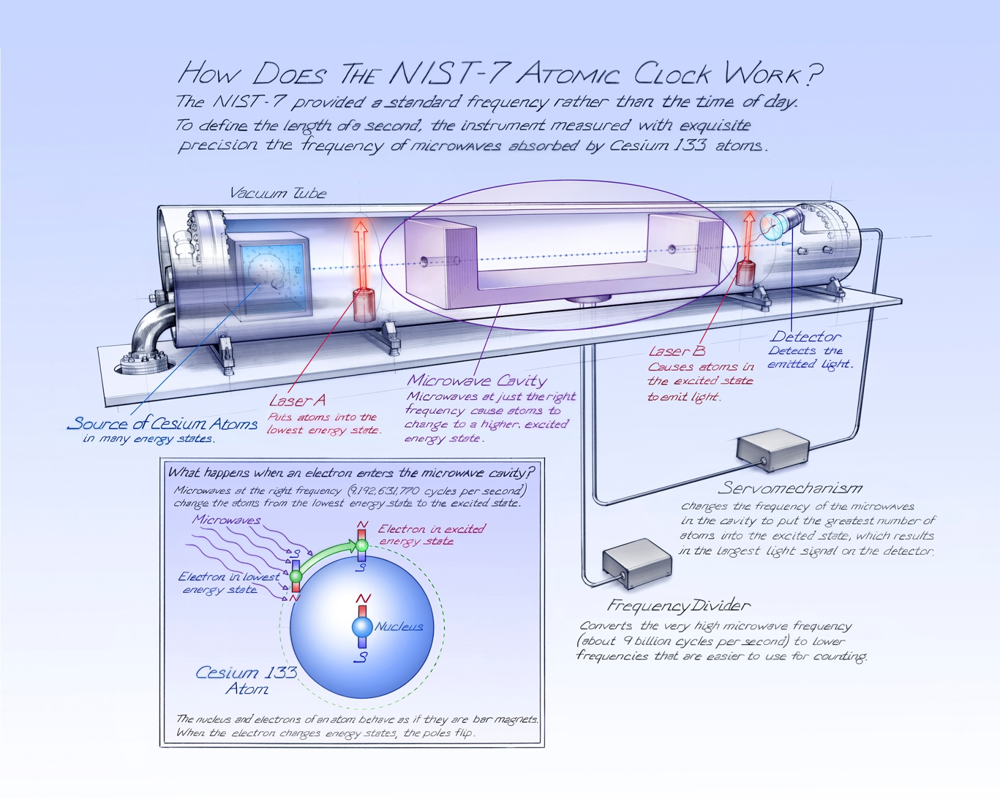 How Does The NIST-7 Atomic Clock Work?
The NIST-7 provided a standard frequency rather than the time of day.
To define the length of a second, the instrument measured with exquisite
precision the frequency of microwaves absorbed by Cesium 133 atoms.
Vacuum Tube
Detector
Detects the
emitted light.
Laser B
Causes atoms in
the excited state
to emit light.
Microwave Cavity
Microwaves at just the right
frequency cause atoms to
change to a higher, excited
energy state.
Laser A
Puts atoms into the
lowest energy state.
Source of Cesium Atoms
in many energy states.
What happens when an electron enters the microwave cavity?
Microwaves at the right frequency (9,192,631,770 cycles per second)
change the atoms from the lowest energy state to the excited state.
Microwaves
N
Electron in excited
energy state
S
S
Electron in lowest
energy state
N
N
Nucleus
S
Cesium 133
Atom
The nucleus and electrons of an atom behave as if they are bar magnets.
When the electron changes energy states, the poles flip.
Servomechanism
changes the frequency of the microwaves
in the cavity to put the greatest number of
atoms into the excited state, which results
in the largest light signal on the detector.
Frequency Divider
Converts the very high microwave frequency
(about 9 billion cycles per second) to lower
frequencies that are easier to use for counting.